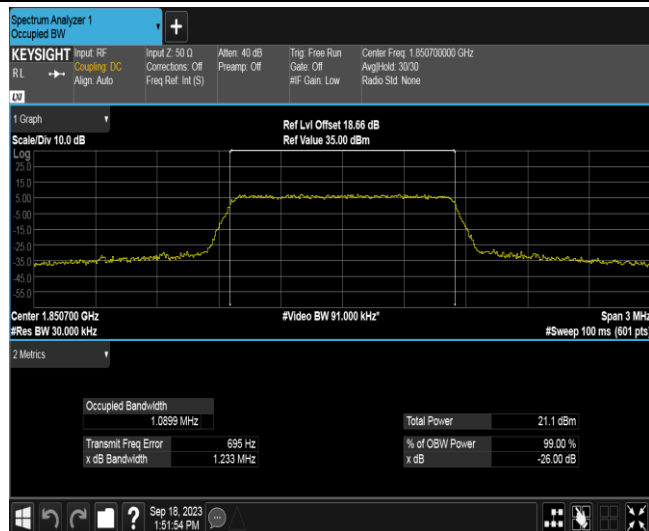 Spectrum Analyzer 1
Occupied BW
+
KEYSIGHT
RL
Input: RF
Coupling: DC
Align: Auto
Input Z: 50 Ω
Corrections: Off
Freq Ref: Int (S)
Atten: 40 dB
Preamp: Off
Trig: Free Run
Gate: Off
#IF Gain: Low
Center Freq: 1.850700000 GHz
Avg|Hold: 30/30
Radio Std: None
LXI
1 Graph
Scale/Div 10.0 dB
Ref Lvl Offset 18.66 dB
Ref Value 35.00 dBm
Log
25.0
15.0
5.00
-5.00
-15.0
-25.0
-35.0
-45.0
-55.0
Center 1.850700 GHz
#Res BW 30.000 kHz
#Video BW 91.000 kHz*
Span 3 MHz
#Sweep 100 ms (601 pts)
2 Metrics
Occupied Bandwidth
1.0899 MHz
Total Power 21.1 dBm
Transmit Freq Error 695 Hz
% of OBW Power 99.00 %
x dB Bandwidth 1.233 MHz
x dB -26.00 dB
?
Sep 18, 2023
1:51:54 PM